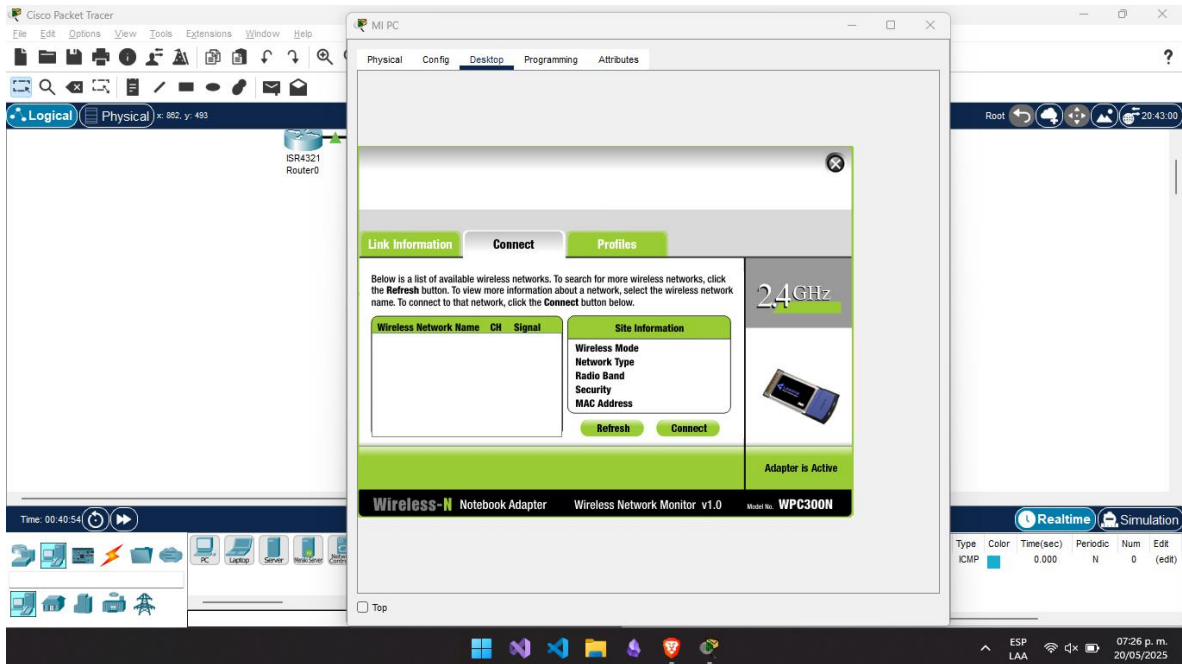 Cisco Packet Tracer
File Edit Options View Tools Extensions Window Help
?
Logical Physical x: 862, y: 493
Root 20:43:00
ISR4321
Router0
MI PC
Physical Config Desktop Programming Attributes
Link Information Connect Profiles
Below is a list of available wireless networks. To search for more wireless networks, click
the Refresh button. To view more information about a network, select the wireless network
name. To connect to that network, click the Connect button below.
2.4GHz
Wireless Network Name CH Signal
Site Information
Wireless Mode
Network Type
Radio Band
Security
MAC Address
Refresh Connect
Adapter is Active
Wireless-N Notebook Adapter Wireless Network Monitor v1.0 Model No. WPC300N
Top
Time: 00:40:54
Realtime Simulation
PC Laptop Server
Type Color Time(sec) Periodic Num Edit
ICMP 0.000 N 0 (edit)
ESP
LAA
07:26 p. m.
20/05/2025